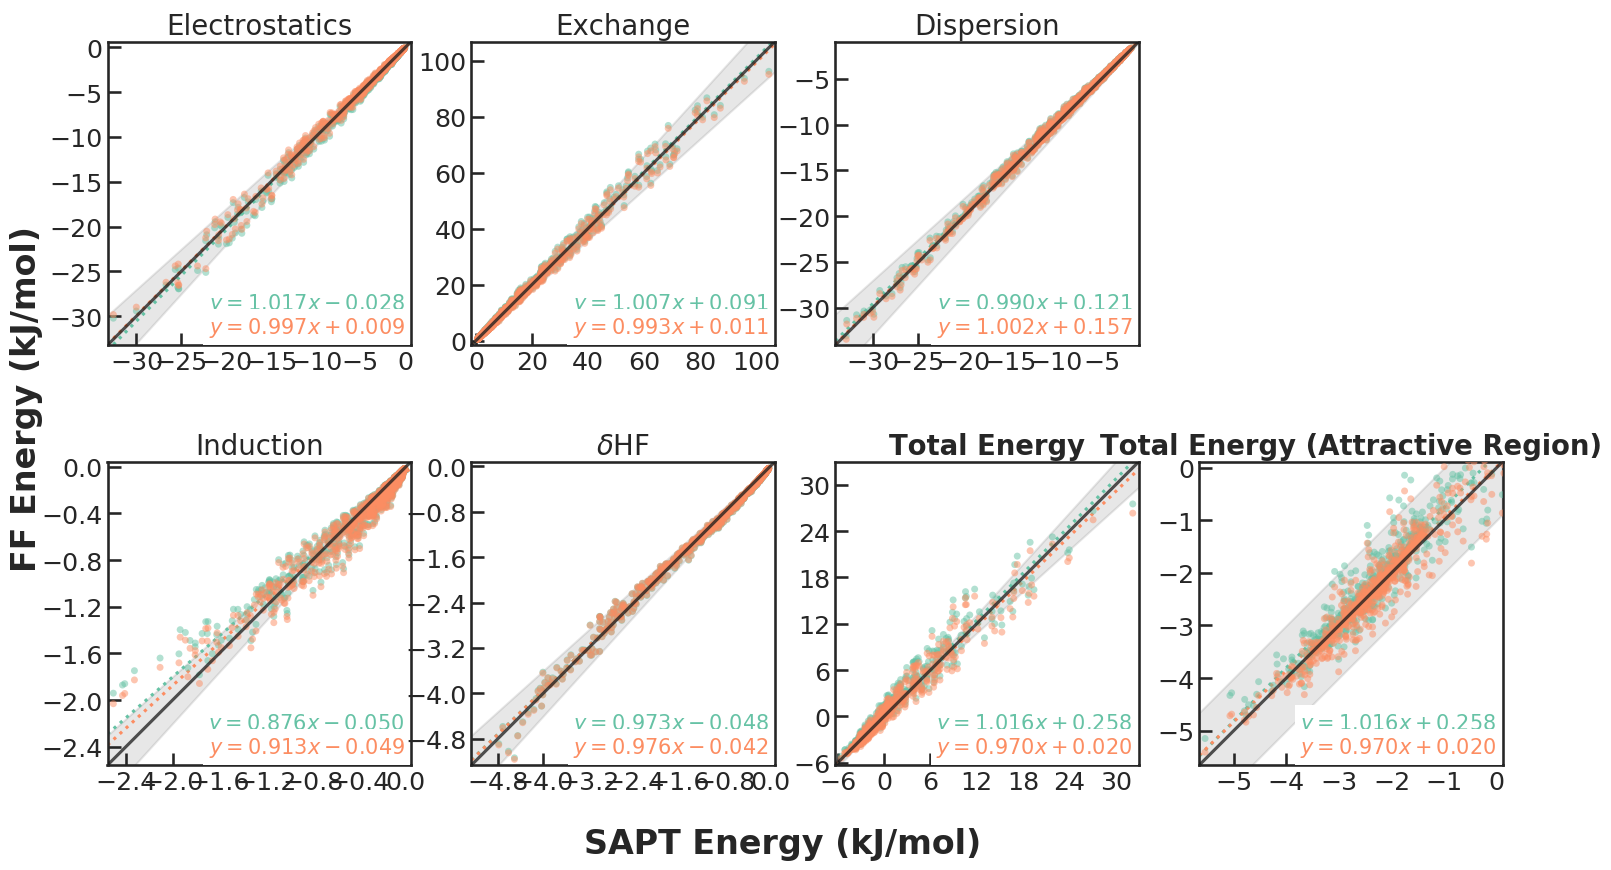 Electrostatics
Exchange
Dispersion
0
−5
−10
−15
−20
−25
−30
v = 1.017x − 0.028
y = 0.997x + 0.009
−30 −25 −20 −15 −10 −5 0
100
80
60
40
20
0
v = 1.007x + 0.091
y = 0.993x + 0.011
0 20 40 60 80 100
−5
−10
−15
−20
−25
−30
v = 0.990x + 0.121
y = 1.002x + 0.157
−30 −25 −20 −15 −10 −5
FF Energy (kJ/mol)
Induction
δHF
Total Energy
Total Energy (Attractive Region)
0.0
−0.4
−0.8
−1.2
−1.6
−2.0
−2.4
v = 0.876x − 0.050
y = 0.913x − 0.049
−2.4 −2.0 −1.6 −1.2 −0.8 −0.4 0.0
0.0
−0.8
−1.6
−2.4
−3.2
−4.0
−4.8
v = 0.973x − 0.048
y = 0.976x − 0.042
−4.8 −4.0 −3.2 −2.4 −1.6 −0.8 0.0
30
24
18
12
6
0
−6
v = 1.016x + 0.258
y = 0.970x + 0.020
−6 0 6 12 18 24 30
0
−1
−2
−3
−4
−5
v = 1.016x + 0.258
y = 0.970x + 0.020
−5 −4 −3 −2 −1 0
SAPT Energy (kJ/mol)